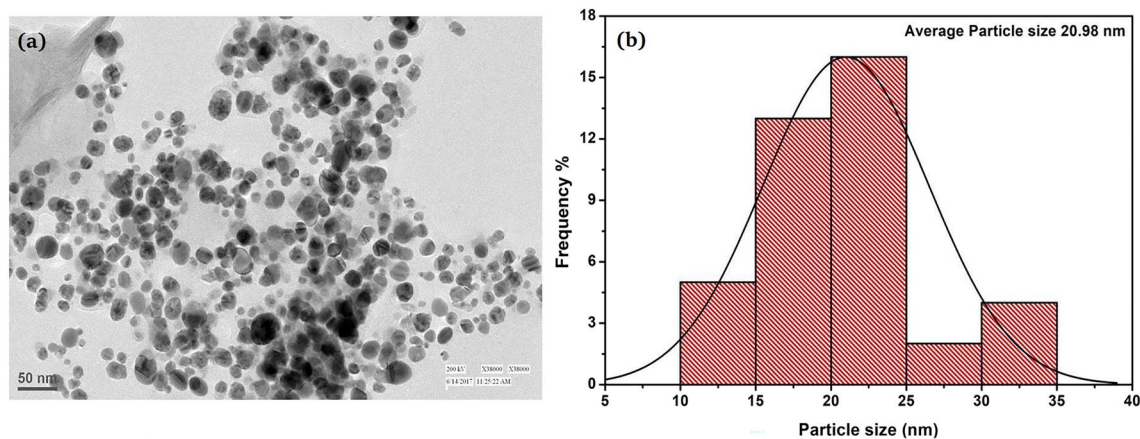 (a)
50 nm
200 kV X38000 X38000
6/14/2017 11:25:22 AM
(b)
Average Particle size 20.98 nm
Frequency %
18
15
12
9
6
3
0
5 10 15 20 25 30 35 40
Particle size (nm)